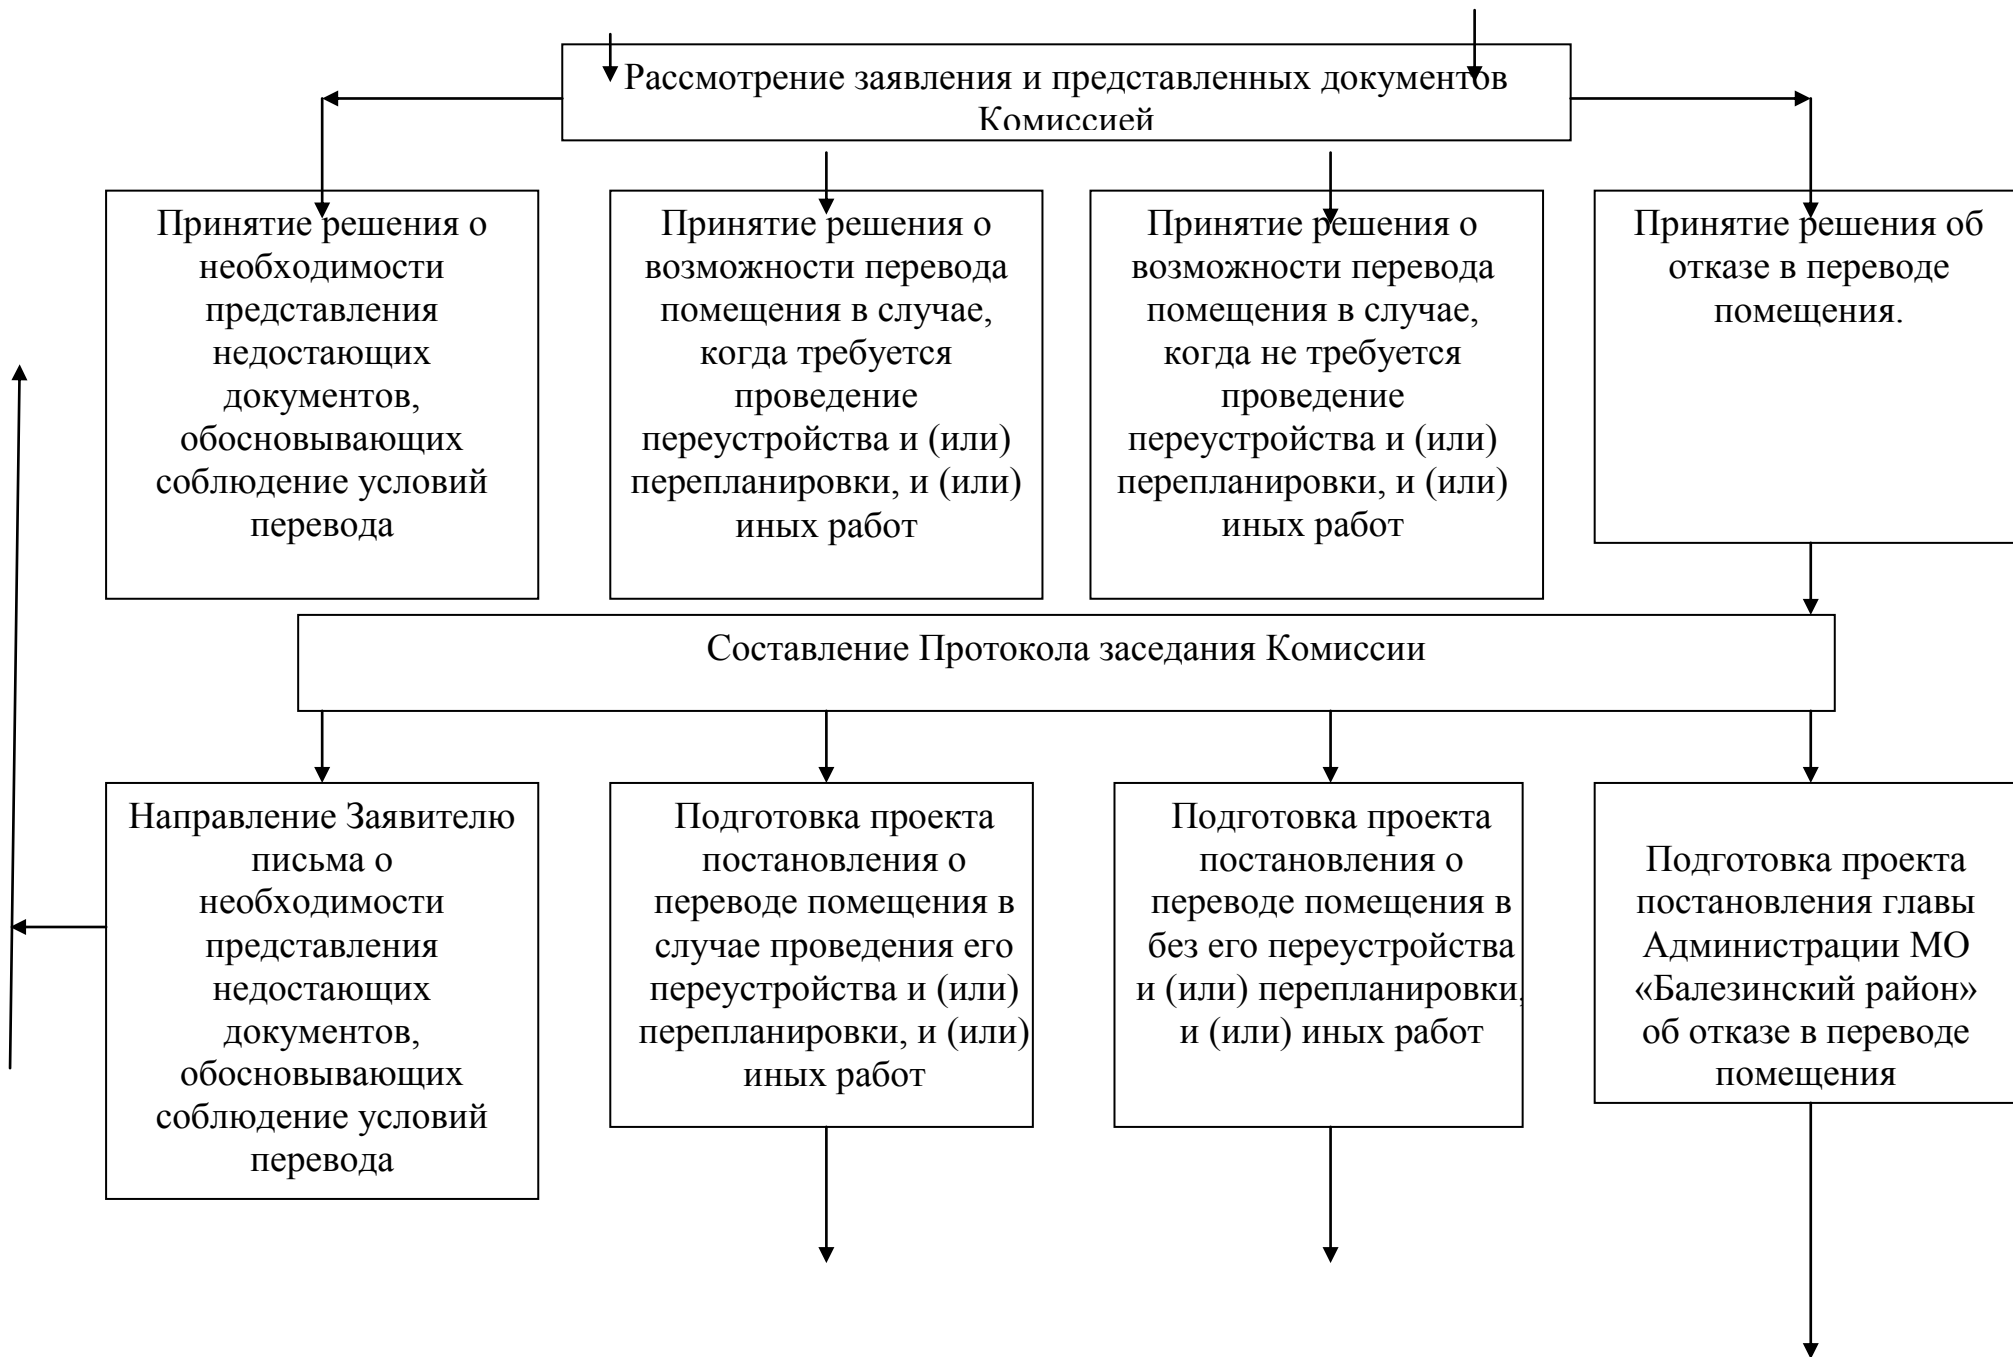 Рассмотрение заявления и представленных документов
Комиссией
Принятие решения о
необходимости
представления
недостающих
документов,
обосновывающих
соблюдение условий
перевода
Принятие решения о
возможности перевода
помещения в случае,
когда требуется
проведение
переустройства и (или)
перепланировки, и (или)
иных работ
Принятие решения о
возможности перевода
помещения в случае,
когда не требуется
проведение
переустройства и (или)
перепланировки, и (или)
иных работ
Принятие решения об
отказе в переводе
помещения.
Составление Протокола заседания Комиссии
Направление Заявителю
письма о
необходимости
представления
недостающих
документов,
обосновывающих
соблюдение условий
перевода
Подготовка проекта
постановления о
переводе помещения в
случае проведения его
переустройства и (или)
перепланировки, и (или)
иных работ
Подготовка проекта
постановления о
переводе помещения в
без его переустройства
и (или) перепланировки,
и (или) иных работ
Подготовка проекта
постановления главы
Администрации МО
«Балезинский район»
об отказе в переводе
помещения